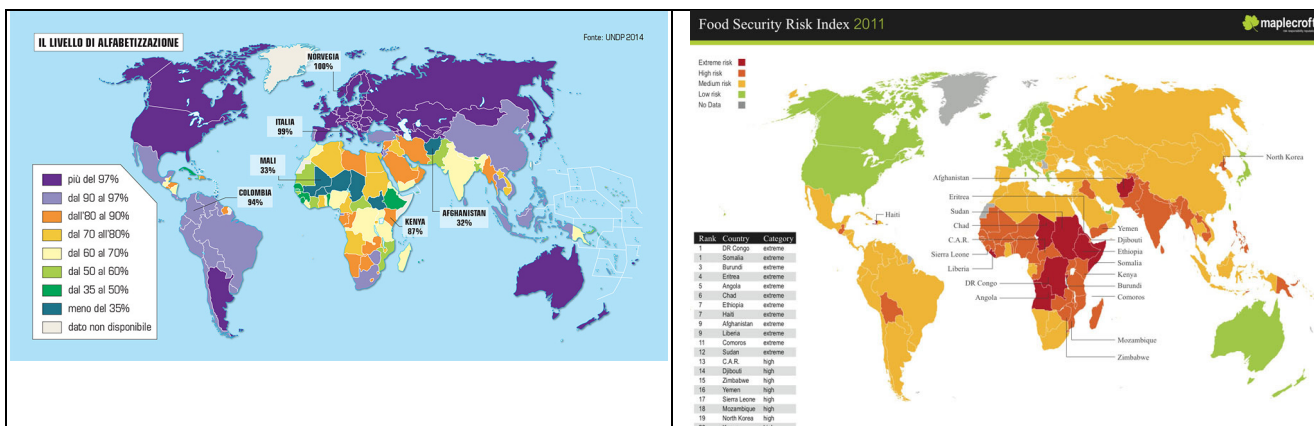 IL LIVELLO DI ALFABETIZZAZIONE
Fonte: UNDP2014
NORVEGIA
100%
ITALIA
99%
MALI
33%
COLOMBIA
94%
KENYA
87%
AFGHANISTAN
32%
più del 97%
dal 90 al 97%
dall'80 al 90%
dal 70 all'80%
dal 60 al 70%
dal 50 al 60%
dal 35 al 50%
meno del 35%
dato non disponibile
Food Security Risk Index 2011
maplecroft
Extreme risk
High risk
Medium risk
Low risk
No Data
North Korea
Afghanistan
Eritrea
Sudan
Haiti
Chad
Yemen
C.A.R.
Djibouti
Sierra Leone
Ethiopia
Somalia
Liberia
Kenya
DR Congo
Burundi
Angola
Comoros
Mozambique
Zimbabwe
Rank Country Category
1 DR Congo extreme
1 Somalia extreme
3 Burundi extreme
4 Eritrea extreme
5 Angola extreme
6 Chad extreme
7 Ethiopia extreme
7 Haiti extreme
9 Afghanistan extreme
9 Liberia extreme
11 Comoros extreme
12 Sudan extreme
13 C.A.R. high
14 Djibouti high
15 Zimbabwe high
16 Yemen high
17 Sierra Leone high
18 Mozambique high
19 North Korea high